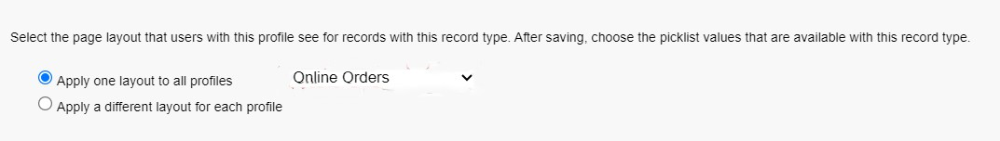 Select the page layout that users with this profile see for records with this record type. After saving, choose the picklist values that are available with this record type.
Apply one layout to all profiles Online Orders
Apply a different layout for each profile